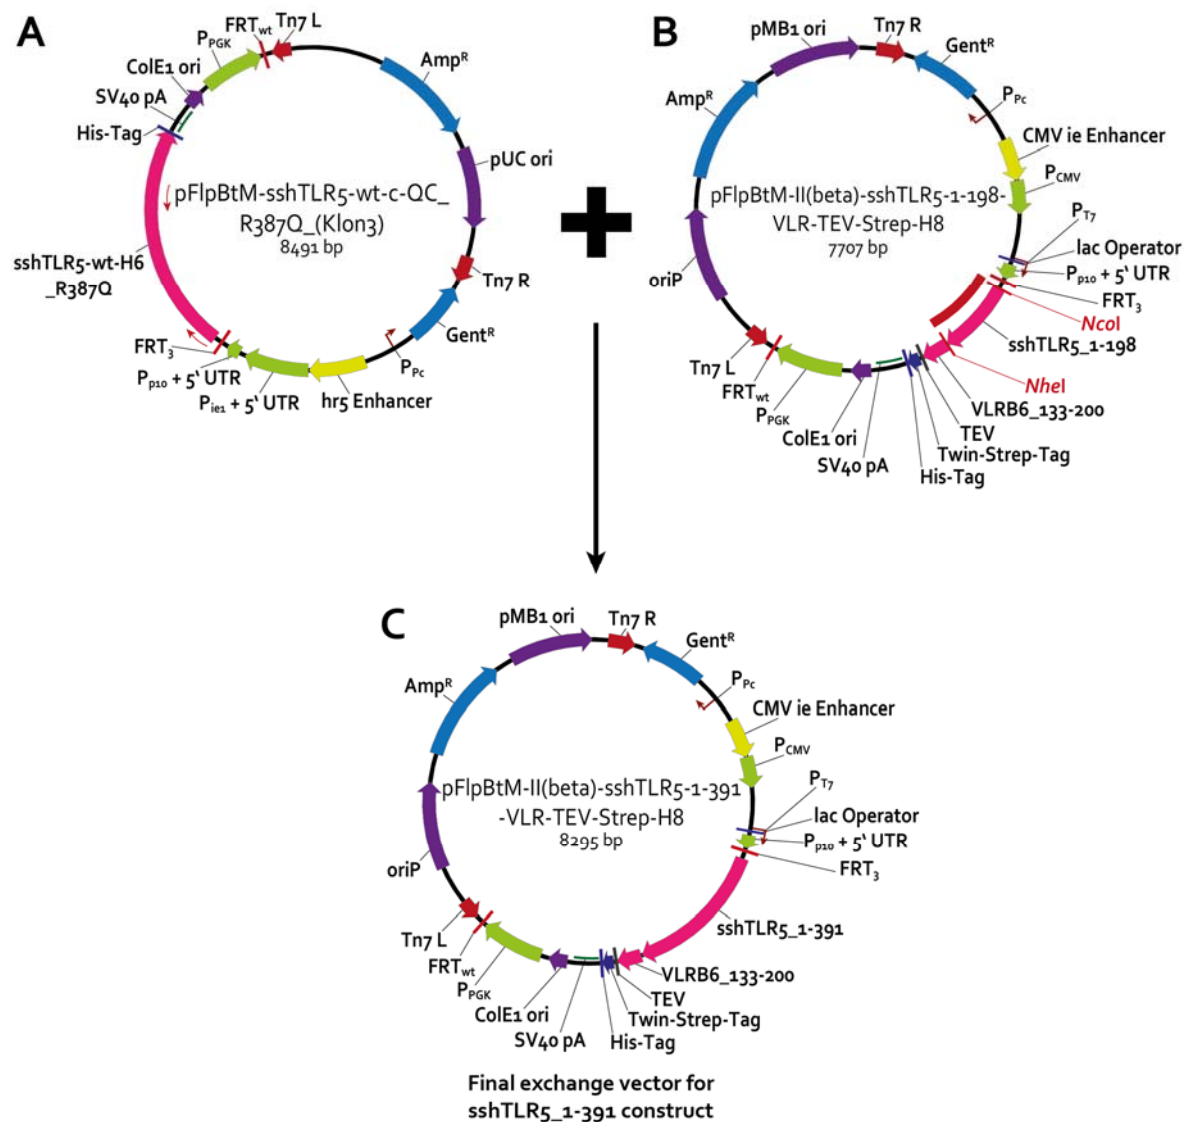 A
FRTwt
Tn7 L
PPGK
ColE1 ori
SV40 pA
His-Tag
AmpR
pUC ori
pFlpBtM-sshTLR5-wt-c-QC_
R387Q_(Klon3)
8491 bp
sshTLR5-wt-H6
_R387Q
Tn7 R
GentR
FRT3
Pp10 + 5' UTR
Pie1 + 5' UTR
hr5 Enhancer
PPc
B
pMB1 ori
Tn7 R
GentR
AmpR
PPc
CMV ie Enhancer
PCMV
pFlpBtM-II(beta)-sshTLR5-1-198-
VLR-TEV-Strep-H8
7707 bp
PT7
lac Operator
Pp10 + 5' UTR
FRT3
NcoI
sshTLR5_1-198
NheI
VLRB6_133-200
TEV
Twin-Strep-Tag
His-Tag
oriP
Tn7 L
FRTwt
PPGK
ColE1 ori
SV40 pA
C
pMB1 ori
Tn7 R
GentR
AmpR
PPc
CMV ie Enhancer
PCMV
pFlpBtM-II(beta)-sshTLR5-1-391
-VLR-TEV-Strep-H8
8295 bp
PT7
lac Operator
Pp10 + 5' UTR
FRT3
oriP
sshTLR5_1-391
Tn7 L
FRTwt
PPGK
ColE1 ori
SV40 pA
VLRB6_133-200
TEV
Twin-Strep-Tag
His-Tag
Final exchange vector for
sshTLR5_1-391 construct